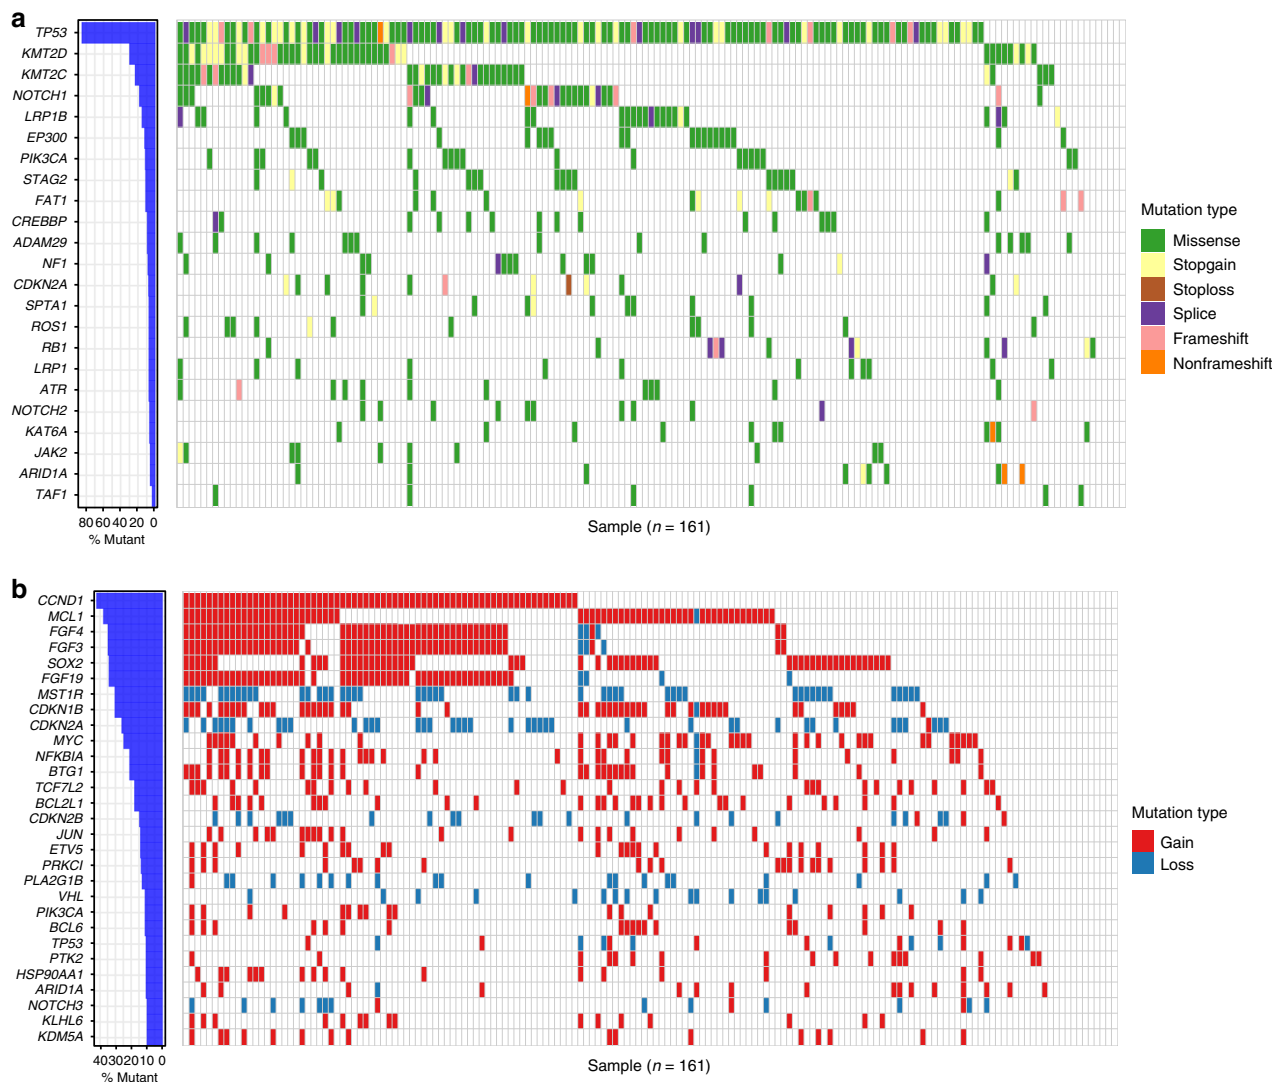 a
TP53
KMT2D
KMT2C
NOTCH1
LRP1B
EP300
PIK3CA
STAG2
FAT1
CREBBP
ADAM29
NF1
CDKN2A
SPTA1
ROS1
RB1
LRP1
ATR
NOTCH2
KAT6A
JAK2
ARID1A
TAF1
80 60 40 20 0
% Mutant
Sample (n = 161)
Mutation type
Missense
Stopgain
Stoploss
Splice
Frameshift
Nonframeshift
b
CCND1
MCL1
FGF4
FGF3
SOX2
FGF19
MST1R
CDKN1B
CDKN2A
MYC
NFKBIA
BTG1
TCF7L2
BCL2L1
CDKN2B
JUN
ETV5
PRKCI
PLA2G1B
VHL
PIK3CA
BCL6
TP53
PTK2
HSP90AA1
ARID1A
NOTCH3
KLHL6
KDM5A
40 30 20 10 0
% Mutant
Sample (n = 161)
Mutation type
Gain
Loss